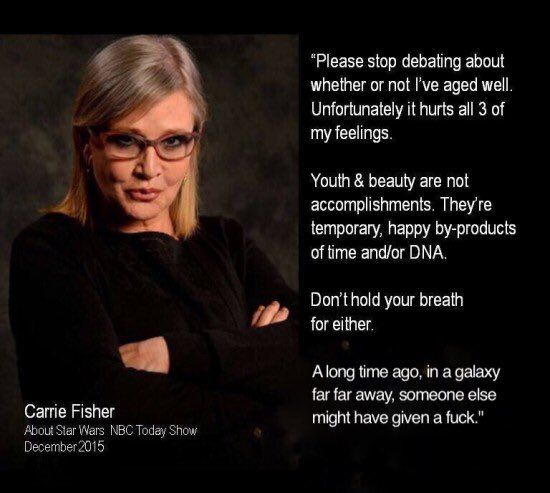 “Please stop debating about
whether or not I've aged well.
Unfortunately it hurts all 3 of
my feelings.
Youth & beauty are not
accomplishments. They're
temporary, happy by-products
of time and/or DNA.
Don't hold your breath
for either.
A long time ago, in a galaxy
far far away, someone else
might have given a fuck."
Carrie Fisher
About Star Wars NBC Today Show
December 2015